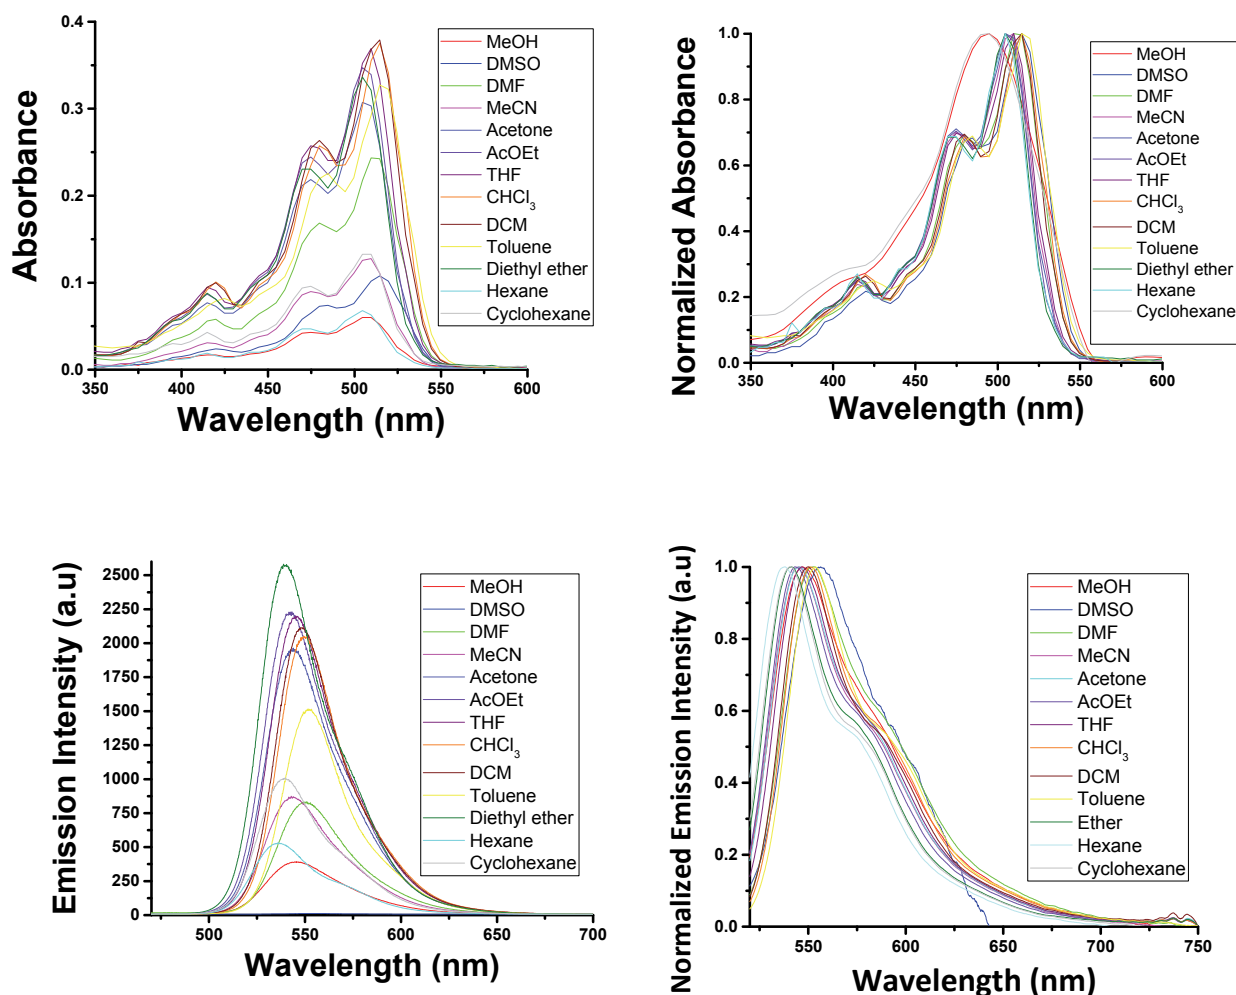 0.4
0.3
0.2
0.1
0.0
350 400 450 500 550 600
Absorbance
Wavelength (nm)
MeOH
DMSO
DMF
MeCN
Acetone
AcOEt
THF
CHCl₃
DCM
Toluene
Diethyl ether
Hexane
Cyclohexane
1.0
0.8
0.6
0.4
0.2
0.0
350 400 450 500 550 600
Normalized Absorbance
Wavelength (nm)
MeOH
DMSO
DMF
MeCN
Acetone
AcOEt
THF
CHCl₃
DCM
Toluene
Diethyl ether
Hexane
Cyclohexane
2500
2250
2000
1750
1500
1250
1000
750
500
250
0
500 550 600 650 700
Emission Intensity (a.u)
Wavelength (nm)
MeOH
DMSO
DMF
MeCN
Acetone
AcOEt
THF
CHCl₃
DCM
Toluene
Diethyl ether
Hexane
Cyclohexane
1.0
0.8
0.6
0.4
0.2
0.0
550 600 650 700 750
Normalized Emission Intensity (a.u)
Wavelength (nm)
MeOH
DMSO
DMF
MeCN
Acetone
AcOEt
THF
CHCl₃
DCM
Toluene
Ether
Hexane
Cyclohexane